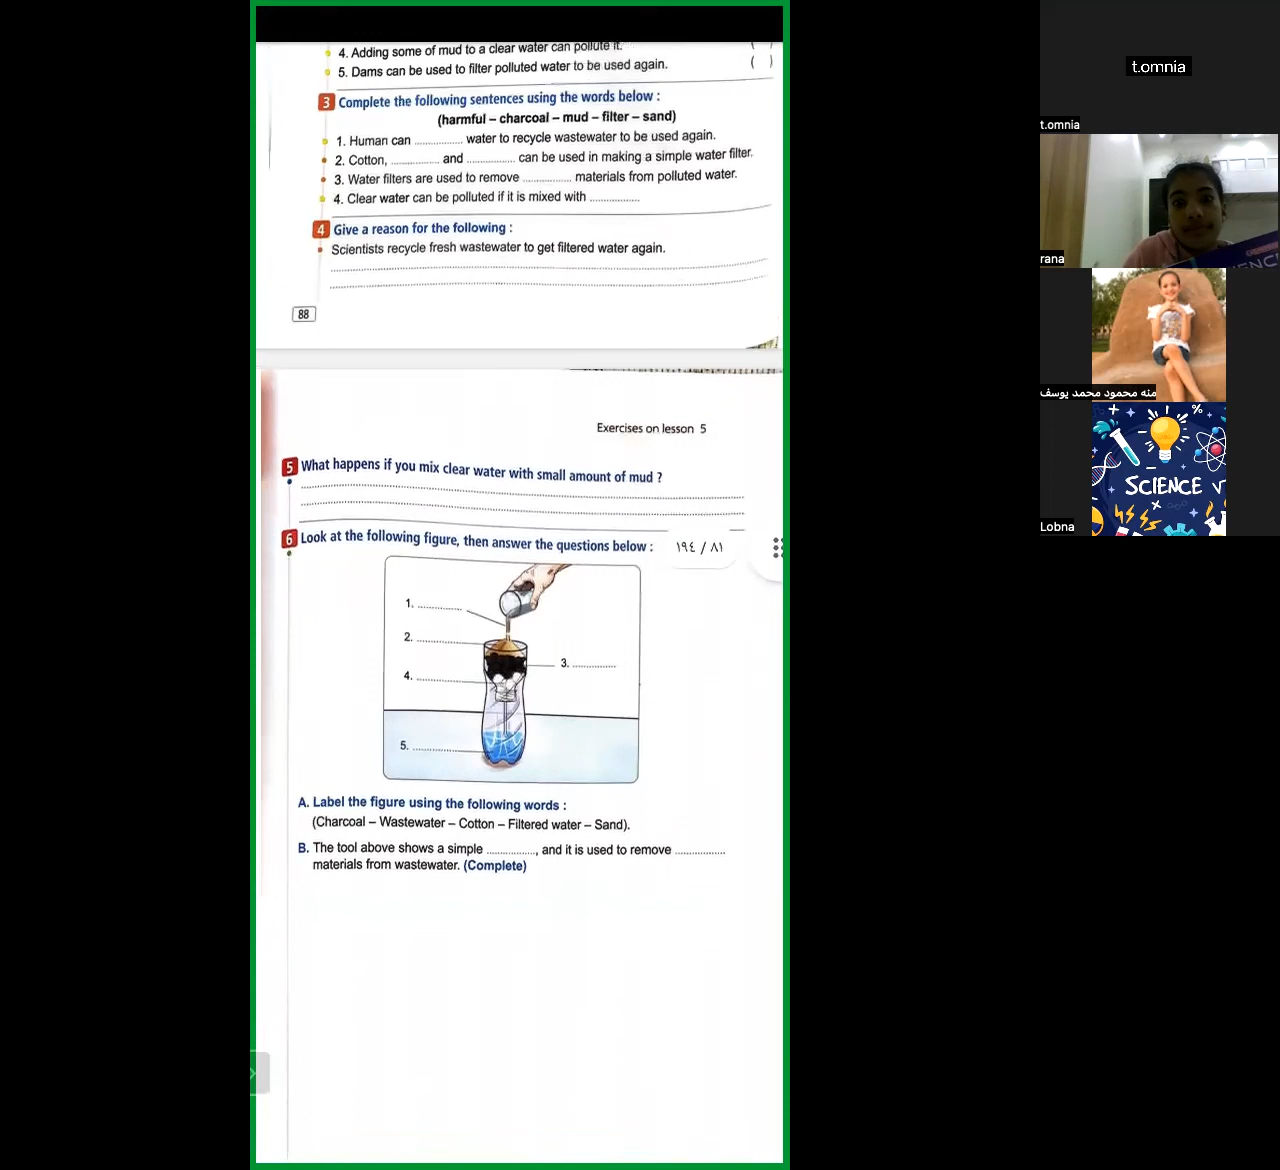 4. Adding some of mud to a clear water can pollute it. ( )
5. Dams can be used to filter polluted water to be used again. ( )
3 Complete the following sentences using the words below :
(harmful – charcoal – mud – filter – sand)
1. Human can .............. water to recycle wastewater to be used again.
2. Cotton, .............. and .............. can be used in making a simple water filter.
3. Water filters are used to remove .............. materials from polluted water.
4. Clear water can be polluted if it is mixed with ..............
4 Give a reason for the following :
Scientists recycle fresh wastewater to get filtered water again.
88
Exercises on lesson 5
5 What happens if you mix clear water with small amount of mud ?
6 Look at the following figure, then answer the questions below :
١٩٤ / ٨١
1. ..............
2. ..............
3. ..............
4. ..............
5. ..............
A. Label the figure using the following words :
(Charcoal – Wastewater – Cotton – Filtered water – Sand).
B. The tool above shows a simple .............., and it is used to remove ..............
materials from wastewater. (Complete)
t.omnia
t.omnia
rana
منه محمود محمد يوسف
SCIENCE
Lobna